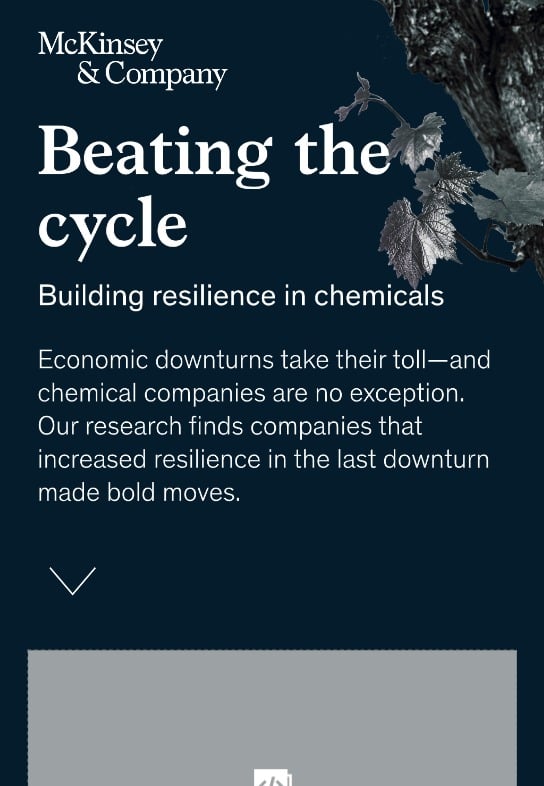 McKinsey
& Company
Beating the
cycle
Building resilience in chemicals
Economic downturns take their toll—and
chemical companies are no exception.
Our research finds companies that
increased resilience in the last downturn
made bold moves.